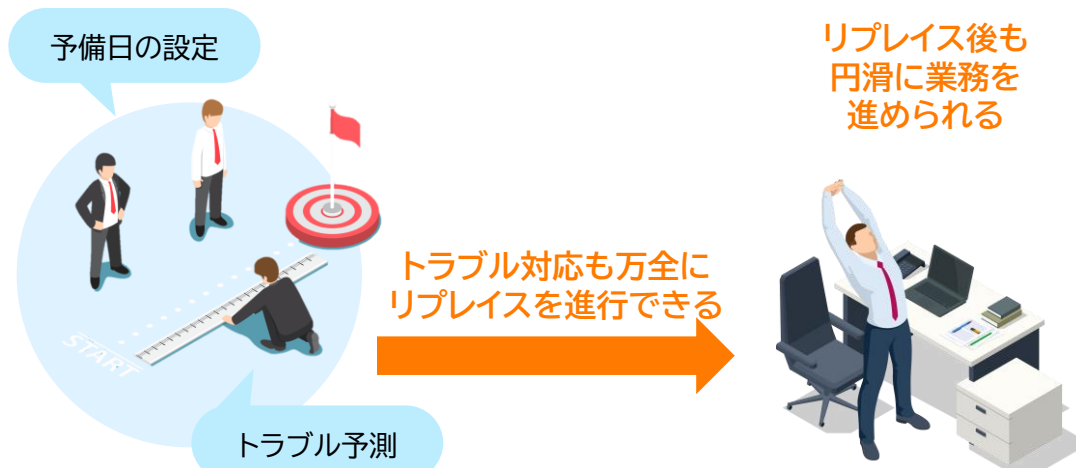 予備日の設定
START
トラブル予測
トラブル対応も万全に
リプレイスを進行できる
リプレイス後も
円滑に業務を
進められる